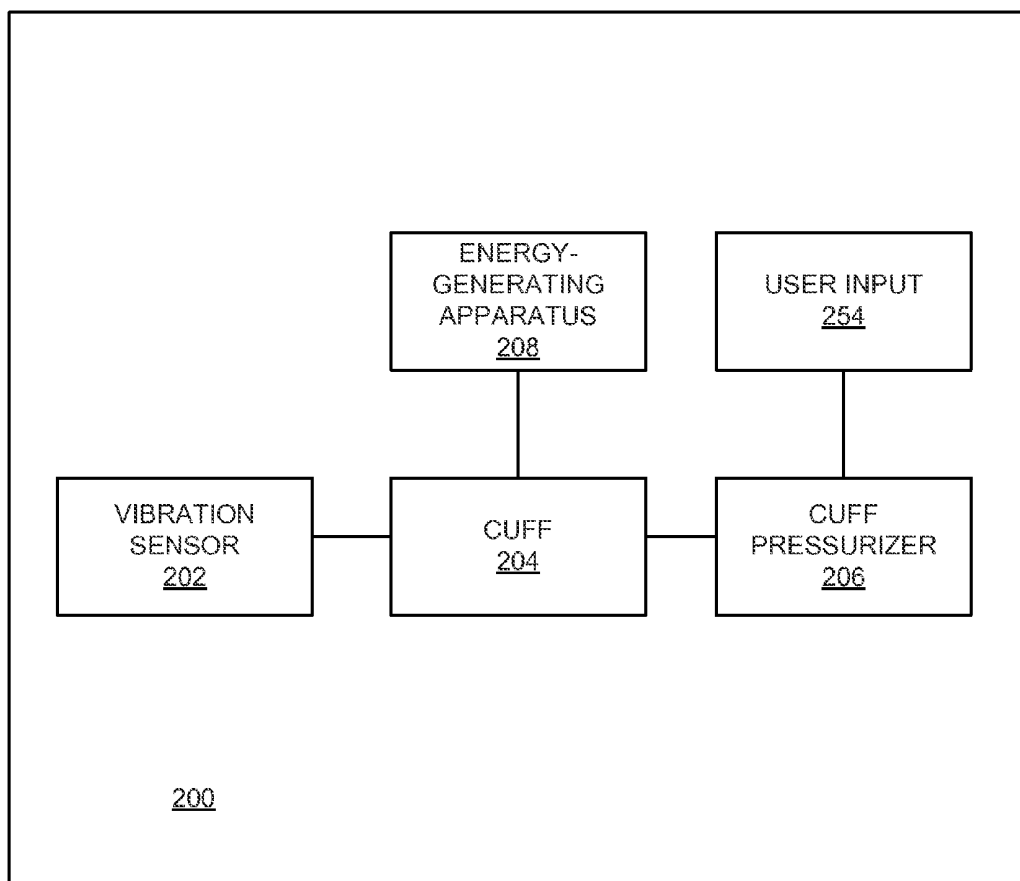 ENERGY-
GENERATING
APPARATUS
208
USER INPUT
254
VIBRATION
SENSOR
202
CUFF
204
CUFF
PRESSURIZER
206
200